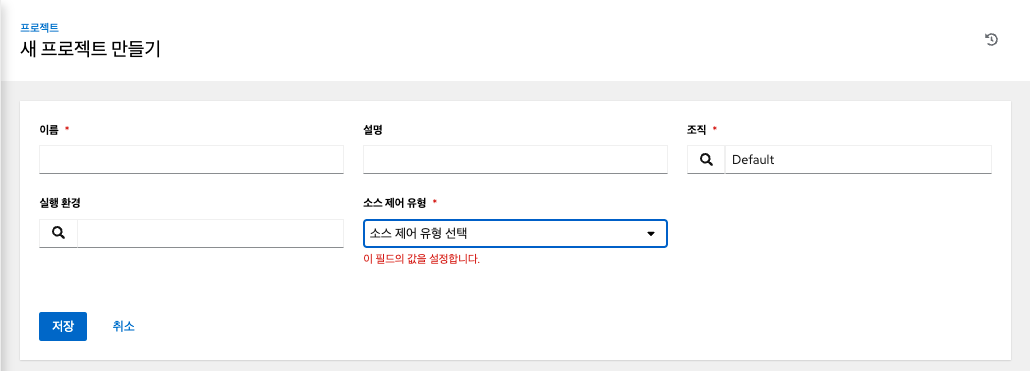 프로젝트
새 프로젝트 만들기
이름 *
설명
조직 *
Default
실행 환경
소스 제어 유형 *
소스 제어 유형 선택
이 필드의 값을 설정합니다.
저장
취소